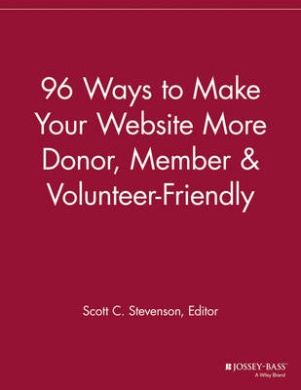 96 Ways to Make
Your Website More
Donor, Member &
Volunteer-Friendly
Scott C. Stevenson, Editor
JOSSEY-BASS
A Wiley Brand